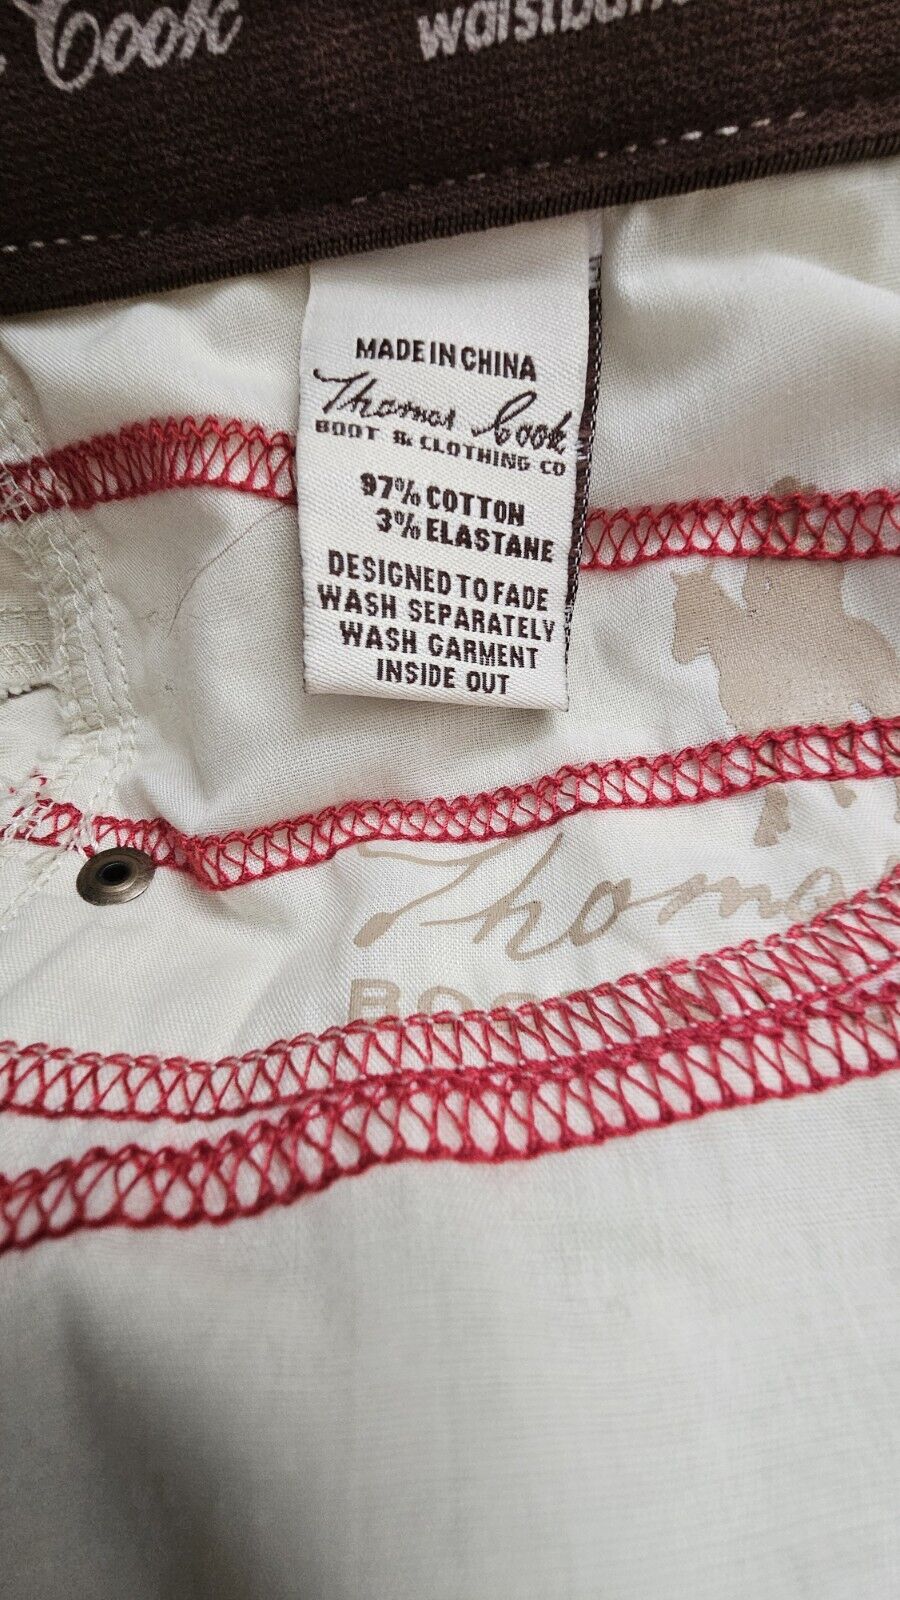 Cook
MADE IN CHINA
Thomas Cook
BOOT & CLOTHING CO
97% COTTON
3% ELASTANE
DESIGNED TO FADE
WASH SEPARATELY
WASH GARMENT
INSIDE OUT